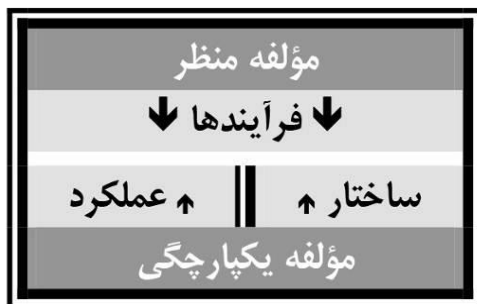 مؤلفه منظر
فرآیندها
ساختار عملکرد
مؤلفه یکپارچگی